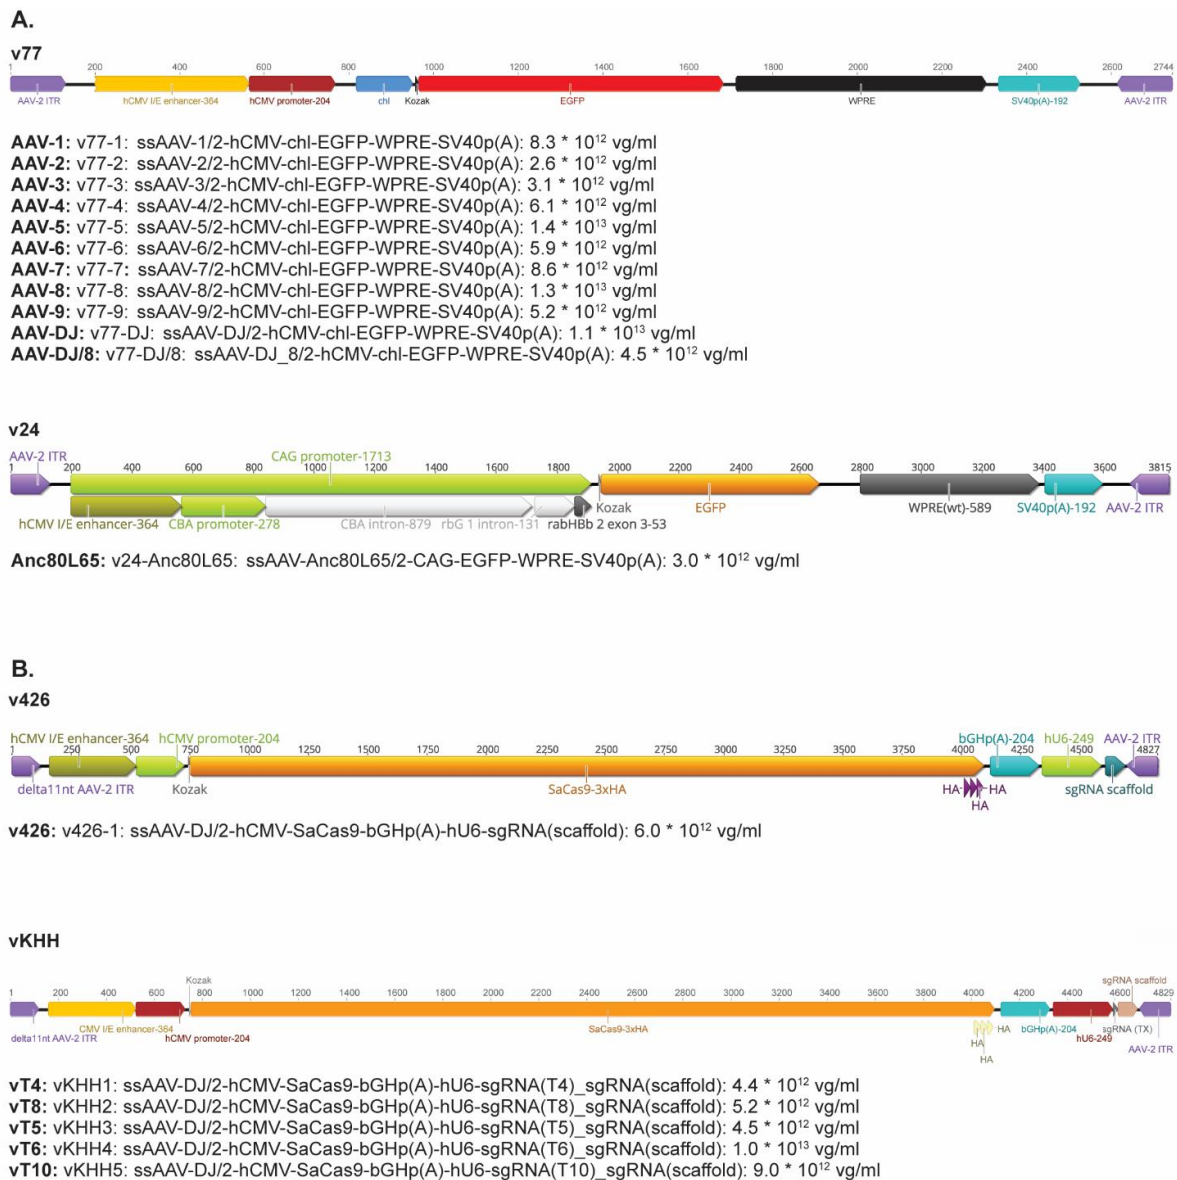 A.
v77
1 200 400 600 800 1000 1200 1400 1600 1800 2000 2200 2400 2600 2744
AAV-2 ITR hCMV I/E enhancer-364 hCMV promoter-204 chI Kozak EGFP WPRE SV40p(A)-192 AAV-2 ITR
AAV-1: v77-1: ssAAV-1/2-hCMV-chI-EGFP-WPRE-SV40p(A): 8.3 * 10¹² vg/ml
AAV-2: v77-2: ssAAV-2/2-hCMV-chI-EGFP-WPRE-SV40p(A): 2.6 * 10¹² vg/ml
AAV-3: v77-3: ssAAV-3/2-hCMV-chI-EGFP-WPRE-SV40p(A): 3.1 * 10¹² vg/ml
AAV-4: v77-4: ssAAV-4/2-hCMV-chI-EGFP-WPRE-SV40p(A): 6.1 * 10¹² vg/ml
AAV-5: v77-5: ssAAV-5/2-hCMV-chI-EGFP-WPRE-SV40p(A): 1.4 * 10¹³ vg/ml
AAV-6: v77-6: ssAAV-6/2-hCMV-chI-EGFP-WPRE-SV40p(A): 5.9 * 10¹² vg/ml
AAV-7: v77-7: ssAAV-7/2-hCMV-chI-EGFP-WPRE-SV40p(A): 8.6 * 10¹² vg/ml
AAV-8: v77-8: ssAAV-8/2-hCMV-chI-EGFP-WPRE-SV40p(A): 1.3 * 10¹³ vg/ml
AAV-9: v77-9: ssAAV-9/2-hCMV-chI-EGFP-WPRE-SV40p(A): 5.2 * 10¹² vg/ml
AAV-DJ: v77-DJ: ssAAV-DJ/2-hCMV-chI-EGFP-WPRE-SV40p(A): 1.1 * 10¹³ vg/ml
AAV-DJ/8: v77-DJ/8: ssAAV-DJ_8/2-hCMV-chI-EGFP-WPRE-SV40p(A): 4.5 * 10¹² vg/ml
v24
AAV-2 ITR CAG promoter-1713
1 200 400 600 800 1000 1200 1400 1600 1800 2000 2200 2400 2600 2800 3000 3200 3400 3600 3815
Kozak EGFP WPRE(wt)-589 SV40p(A)-192 AAV-2 ITR
hCMV I/E enhancer-364 CBA promoter-278 CBA intron-879 rbG 1 intron-131 rabHBb 2 exon 3-53
Anc80L65: v24-Anc80L65: ssAAV-Anc80L65/2-CAG-EGFP-WPRE-SV40p(A): 3.0 * 10¹² vg/ml
B.
v426
hCMV I/E enhancer-364 hCMV promoter-204 bGHp(A)-204 hU6-249 AAV-2 ITR
1 250 500 750 1000 1250 1500 1750 2000 2250 2500 2750 3000 3250 3500 3750 4000 4250 4500 4827
delta11nt AAV-2 ITR Kozak SaCas9-3xHA HA HA sgRNA scaffold
HA
v426: v426-1: ssAAV-DJ/2-hCMV-SaCas9-bGHp(A)-hU6-sgRNA(scaffold): 6.0 * 10¹² vg/ml
vKHH
Kozak sgRNA scaffold
1 200 400 600 800 1000 1200 1400 1600 1800 2000 2200 2400 2600 2800 3000 3200 3400 3600 3800 4000 4200 4400 4600 4829
CMV I/E enhancer-364 SaCas9-3xHA HA bGHp(A)-204 sgRNA (TX)
delta11nt AAV-2 ITR hCMV promoter-204 HA hU6-249
HA AAV-2 ITR
vT4: vKHH1: ssAAV-DJ/2-hCMV-SaCas9-bGHp(A)-hU6-sgRNA(T4)_sgRNA(scaffold): 4.4 * 10¹² vg/ml
vT8: vKHH2: ssAAV-DJ/2-hCMV-SaCas9-bGHp(A)-hU6-sgRNA(T8)_sgRNA(scaffold): 5.2 * 10¹² vg/ml
vT5: vKHH3: ssAAV-DJ/2-hCMV-SaCas9-bGHp(A)-hU6-sgRNA(T5)_sgRNA(scaffold): 4.5 * 10¹² vg/ml
vT6: vKHH4: ssAAV-DJ/2-hCMV-SaCas9-bGHp(A)-hU6-sgRNA(T6)_sgRNA(scaffold): 1.0 * 10¹³ vg/ml
vT10: vKHH5: ssAAV-DJ/2-hCMV-SaCas9-bGHp(A)-hU6-sgRNA(T10)_sgRNA(scaffold): 9.0 * 10¹² vg/ml